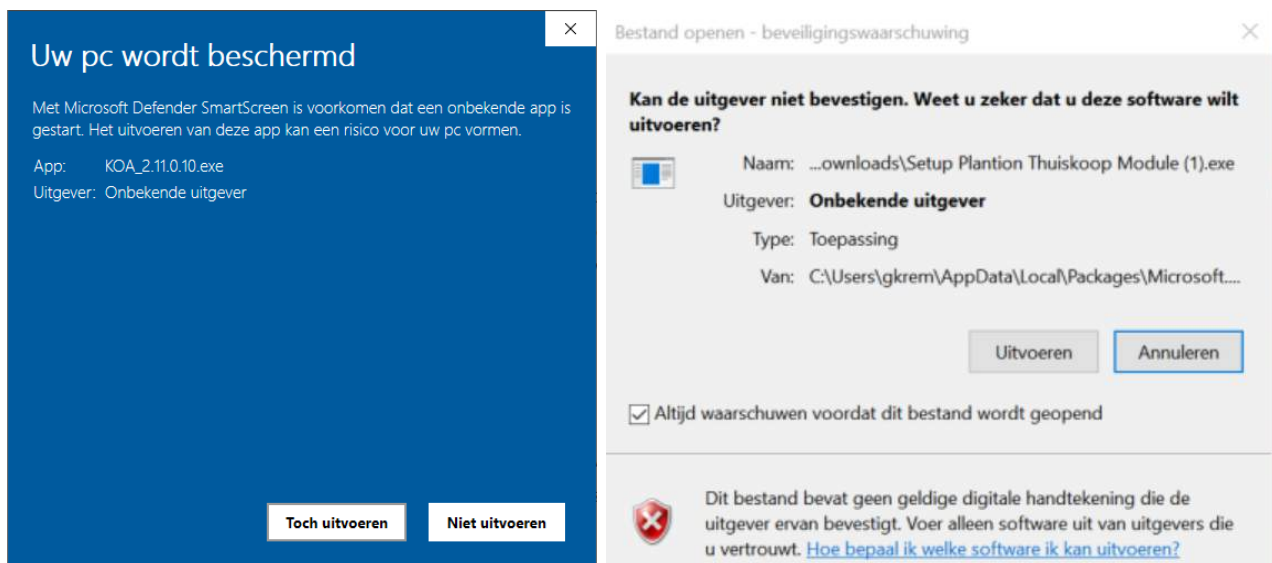 Uw pc wordt beschermd
Met Microsoft Defender SmartScreen is voorkomen dat een onbekende app is
gestart. Het uitvoeren van deze app kan een risico voor uw pc vormen.
App: KOA_2.11.0.10.exe
Uitgever: Onbekende uitgever
Toch uitvoeren
Niet uitvoeren
Bestand openen - beveiligingswaarschuwing
Kan de uitgever niet bevestigen. Weet u zeker dat u deze software wilt
uitvoeren?
Naam: ...ownloads\Setup Plantion Thuiskoop Module (1).exe
Uitgever: Onbekende uitgever
Type: Toepassing
Van: C:\Users\gkrem\AppData\Local\Packages\Microsoft....
Uitvoeren
Annuleren
Altijd waarschuwen voordat dit bestand wordt geopend
Dit bestand bevat geen geldige digitale handtekening die de
uitgever ervan bevestigt. Voer alleen software uit van uitgevers die
u vertrouwt. Hoe bepaal ik welke software ik kan uitvoeren?